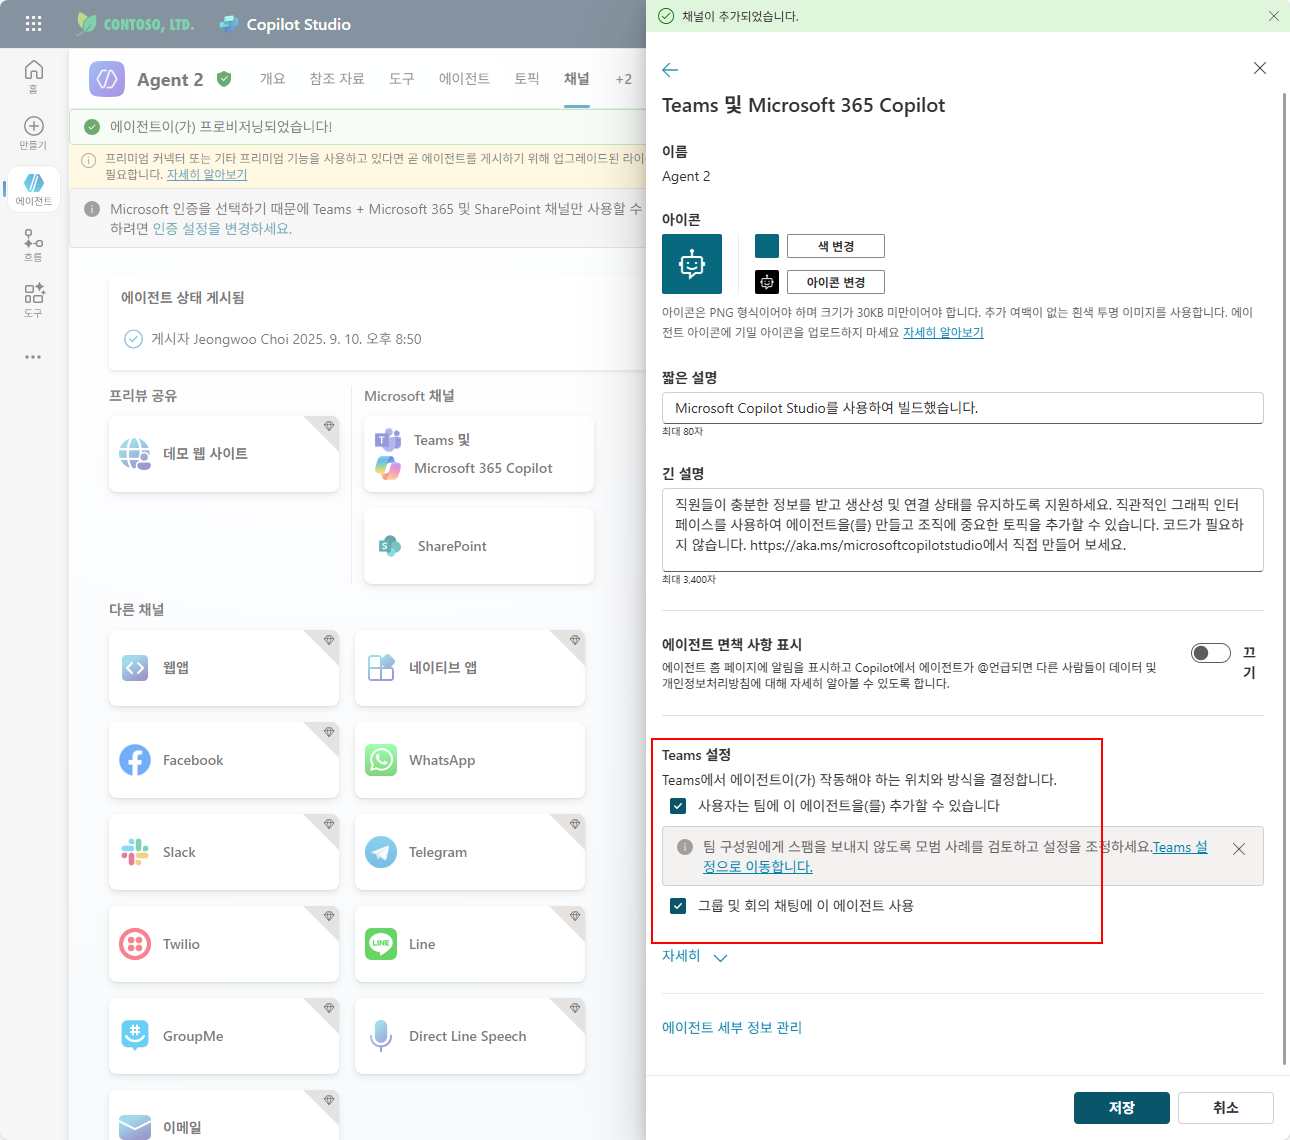 CONTOSO, LTD.
Copilot Studio
홈
만들기
에이전트
흐름
도구
Agent 2
개요
참조 자료
도구
에이전트
토픽
채널
+2
에이전트이(가) 프로비저닝되었습니다!
프리미엄 커넥터 또는 기타 프리미엄 기능을 사용하고 있다면 곧 에이전트를 게시하기 위해 업그레이드된 라이
필요합니다. 자세히 알아보기
Microsoft 인증을 선택하기 때문에 Teams + Microsoft 365 및 SharePoint 채널만 사용할 수
하려면 인증 설정을 변경하세요.
에이전트 상태 게시됨
게시자 Jeongwoo Choi 2025. 9. 10. 오후 8:50
프리뷰 공유
데모 웹 사이트
Microsoft 채널
Teams 및
Microsoft 365 Copilot
SharePoint
다른 채널
웹앱
네이티브 앱
Facebook
WhatsApp
Slack
Telegram
Twilio
LINE
Line
GroupMe
Direct Line Speech
이메일
채널이 추가되었습니다.
Teams 및 Microsoft 365 Copilot
이름
Agent 2
아이콘
색 변경
아이콘 변경
아이콘은 PNG 형식이어야 하며 크기가 30KB 미만이어야 합니다. 추가 여백이 없는 흰색 투명 이미지를 사용합니다. 에이
전트 아이콘에 기밀 아이콘을 업로드하지 마세요 자세히 알아보기
짧은 설명
Microsoft Copilot Studio를 사용하여 빌드했습니다.
최대 80자
긴 설명
직원들이 충분한 정보를 받고 생산성 및 연결 상태를 유지하도록 지원하세요. 직관적인 그래픽 인터
페이스를 사용하여 에이전트을(를) 만들고 조직에 중요한 토픽을 추가할 수 있습니다. 코드가 필요하
지 않습니다. https://aka.ms/microsoftcopilotstudio에서 직접 만들어 보세요.
최대 3,400자
에이전트 면책 사항 표시
에이전트 홈 페이지에 알림을 표시하고 Copilot에서 에이전트가 @언급되면 다른 사람들이 데이터 및
개인정보처리방침에 대해 자세히 알아볼 수 있도록 합니다.
끄
기
Teams 설정
Teams에서 에이전트이(가) 작동해야 하는 위치와 방식을 결정합니다.
사용자는 팀에 이 에이전트을(를) 추가할 수 있습니다
팀 구성원에게 스팸을 보내지 않도록 모범 사례를 검토하고 설정을 조정하세요.Teams 설
정으로 이동합니다.
그룹 및 회의 채팅에 이 에이전트 사용
자세히
에이전트 세부 정보 관리
저장
취소